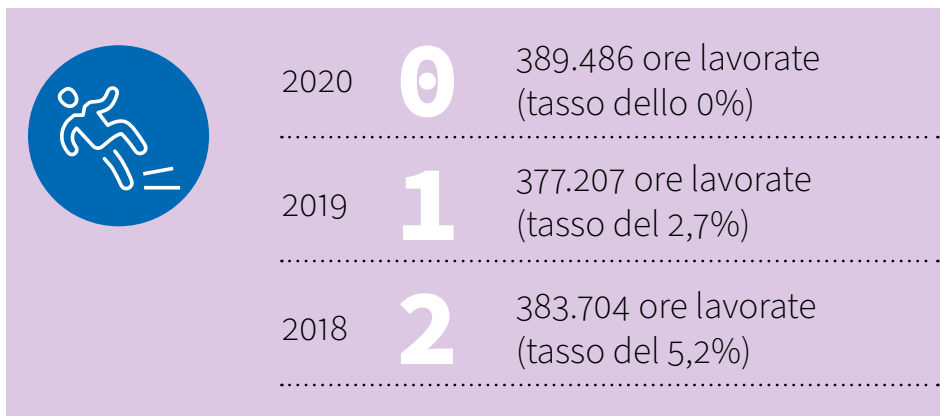 2020 0 389.486 ore lavorate
(tasso dello 0%)
2019 1 377.207 ore lavorate
(tasso del 2,7%)
2018 2 383.704 ore lavorate
(tasso del 5,2%)